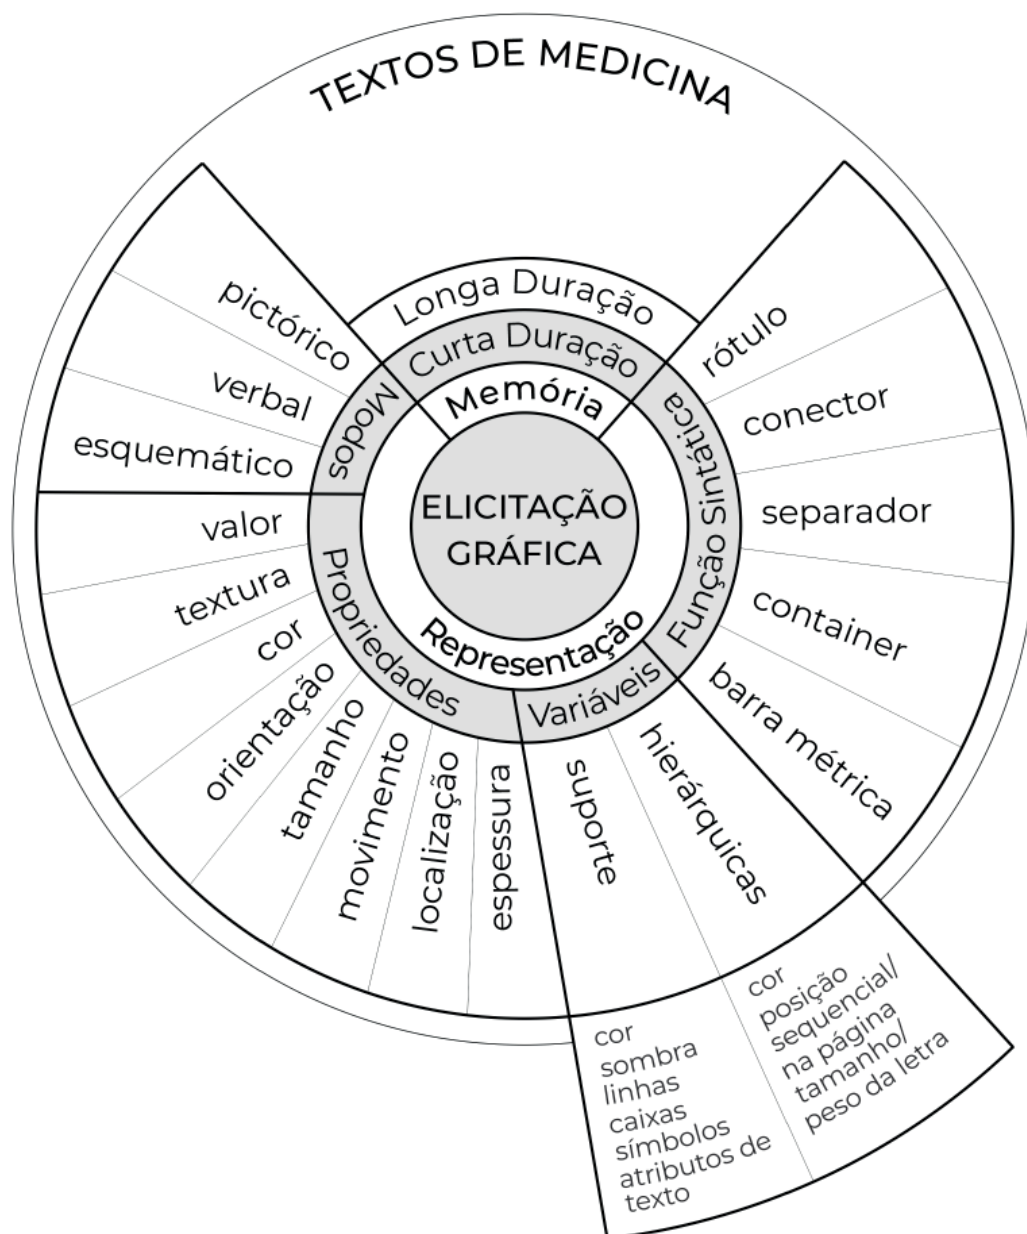 TEXTOS DE MEDICINA
Longa Duração
Curta Duração
Memória
ELICITAÇÃO
GRÁFICA
Representação
Modos
pictórico
verbal
esquemático
Propriedades
valor
textura
cor
orientação
tamanho
movimento
localização
espessura
Variáveis
suporte
hierárquicas
cor
sombra
linhas
caixas
símbolos
atributos de
texto
cor
posição
sequencial/
na página
tamanho/
peso da letra
Função Sintática
rótulo
conector
separador
container
barra métrica